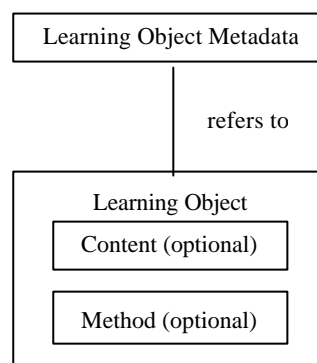 Learning Object Metadata
refers to
Learning Object
Content (optional)
Method (optional)